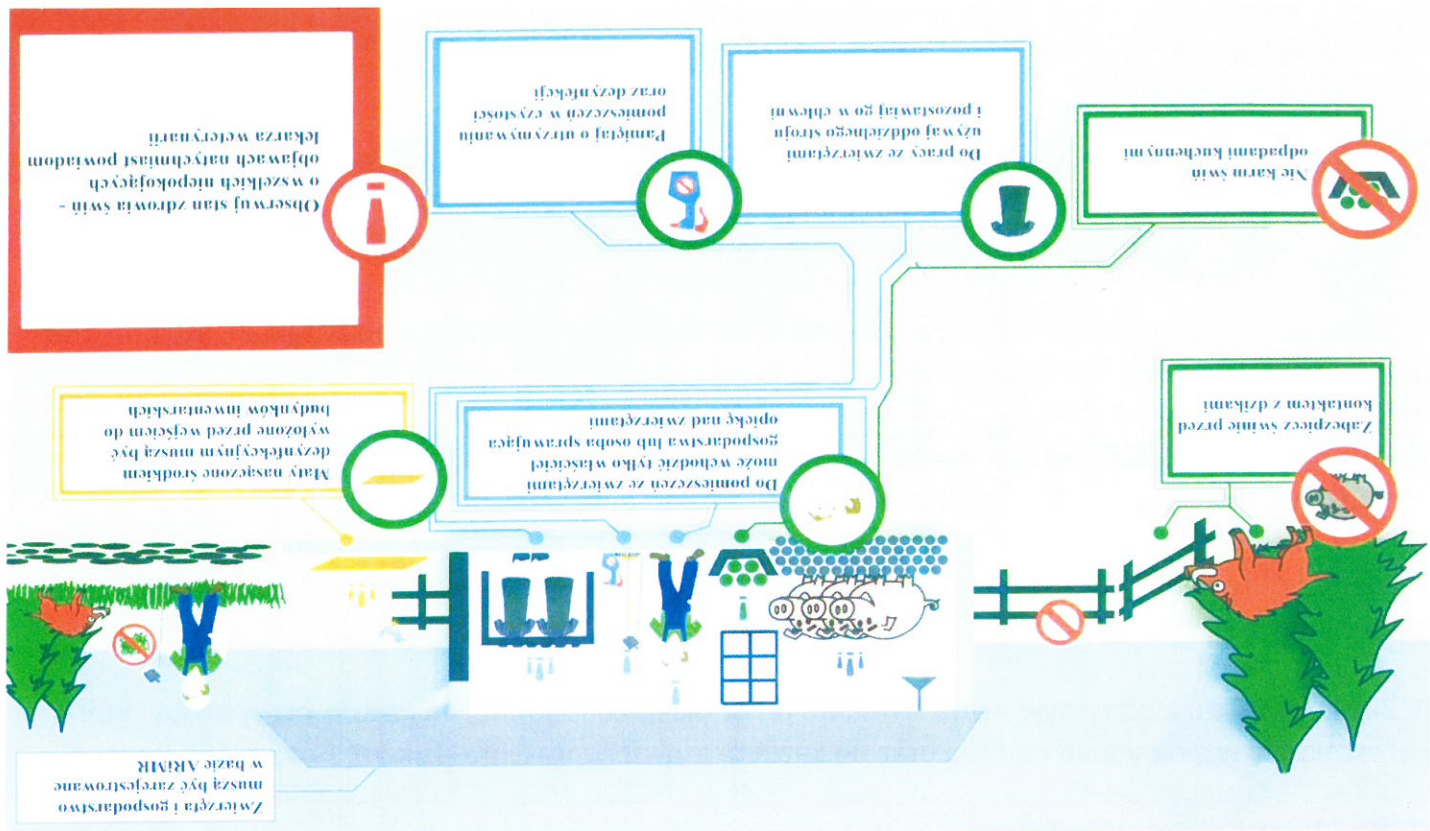 Zwierzęta i gospodarstwo
muszą być zarejestrowane
w bazie ARiMR
Zabezpiecz świnie przed
kontaktem z dzikami
Do pomieszczeń ze zwierzętami
może wchodzić tylko właściciel
gospodarstwa lub osoba sprawująca
opiekę nad zwierzętami
Maty nasączone środkiem
dezynfekcyjnym muszą być
wyłożone przed wejściem do
budynków inwentarskich
Nie karm świń
odpadami kuchennymi
Do pracy ze zwierzętami
używaj oddzielnego stroju
i pozostawiaj go w chlewni
Pamiętaj o utrzymywaniu
pomieszczeń w czystości
oraz dezynfekcji
Obserwuj stan zdrowia świń -
o wszelkich niepokojących
objawach natychmiast powiadom
lekarza weterynarii